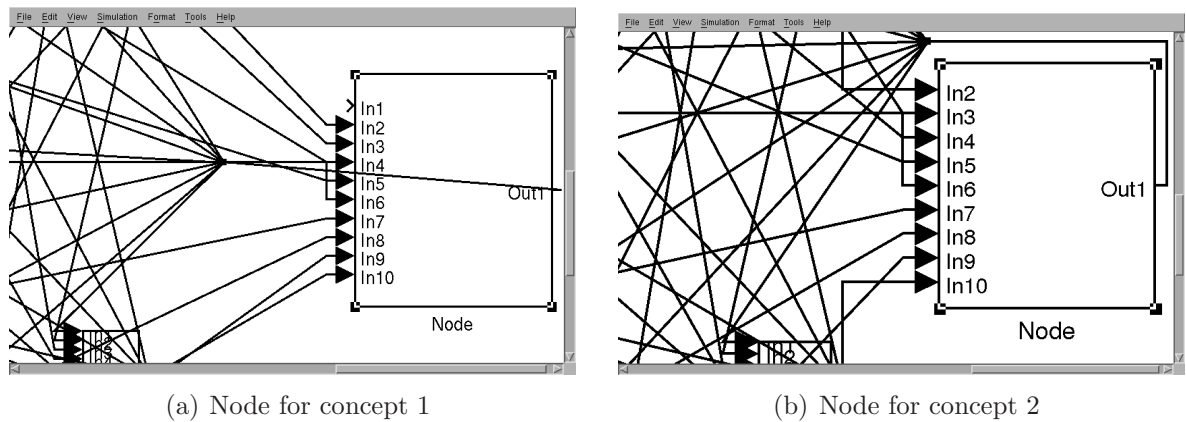 File Edit View Simulation Format Tools Help
In1
In2
In3
In4
In5
In6
In7
In8
In9
In10
Out1
Node
(a) Node for concept 1
File Edit View Simulation Format Tools Help
In2
In3
In4
In5
In6
In7
In8
In9
In10
Out1
Node
(b) Node for concept 2